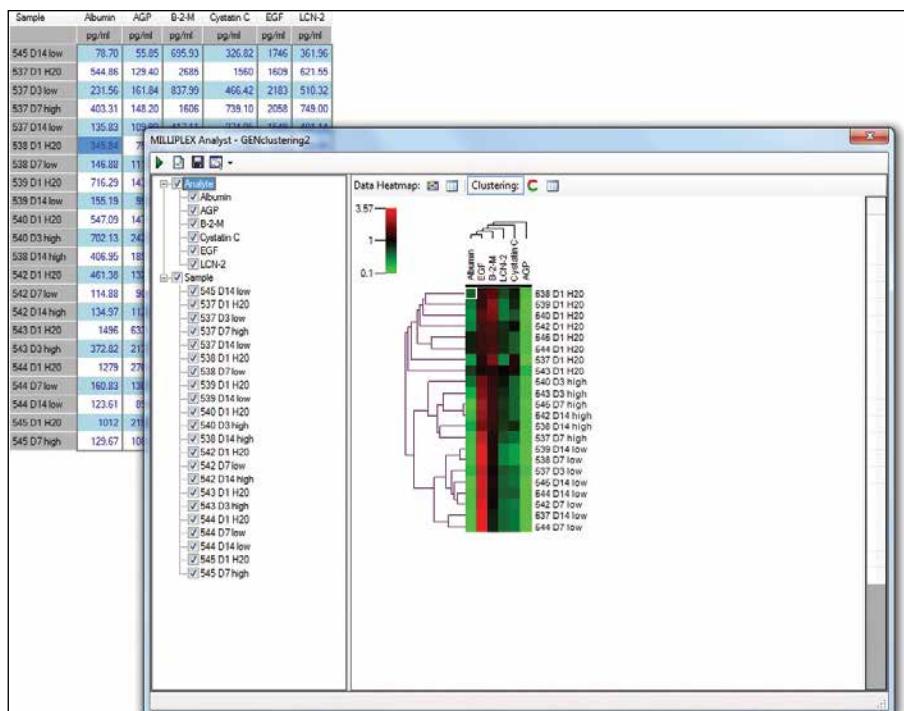 Sample Albumin AGP B-2-M Cystatin C EGF LCN-2
pg/ml pg/ml pg/ml pg/ml pg/ml pg/ml
545 D14 low 78.70 55.85 695.93 326.82 1746 361.96
537 D1 H20 544.86 129.40 2685 1560 1609 621.55
537 D3 low 231.56 161.84 837.99 466.42 2183 510.32
537 D7 high 403.31 148.20 1606 739.10 2058 749.00
537 D14 low 135.83
538 D1 H20 345.84
538 D7 low 146.88
539 D1 H20 716.29
539 D14 low 155.19
540 D1 H20 547.09
540 D3 high 702.13
538 D14 high 406.95
542 D1 H20 461.38
542 D7 low 114.88
542 D14 high 134.97
543 D1 H20 1496
543 D3 high 372.82
544 D1 H20 1279
544 D7 low 160.83
544 D14 low 123.61
545 D1 H20 1012
545 D7 high 129.67
MILLIPLEX Analyst - GENclustering2
Analyte
Albumin
AGP
B-2-M
Cystatin C
EGF
LCN-2
Sample
545 D14 low
537 D1 H20
537 D3 low
537 D7 high
537 D14 low
538 D1 H20
538 D7 low
539 D1 H20
539 D14 low
540 D1 H20
540 D3 high
538 D14 high
542 D1 H20
542 D7 low
542 D14 high
543 D1 H20
543 D3 high
544 D1 H20
544 D7 low
544 D14 low
545 D1 H20
545 D7 high
Data Heatmap: Clustering:
3.57
1
0.1
Albumin
EGF
B-2-M
LCN-2
Cystatin C
AGP
538 D1 H20
539 D1 H20
540 D1 H20
542 D1 H20
545 D1 H20
544 D1 H20
537 D1 H20
543 D1 H20
540 D3 high
543 D3 high
545 D7 high
542 D14 high
538 D14 high
537 D7 high
539 D14 low
538 D7 low
537 D3 low
545 D14 low
544 D14 low
542 D7 low
537 D14 low
544 D7 low